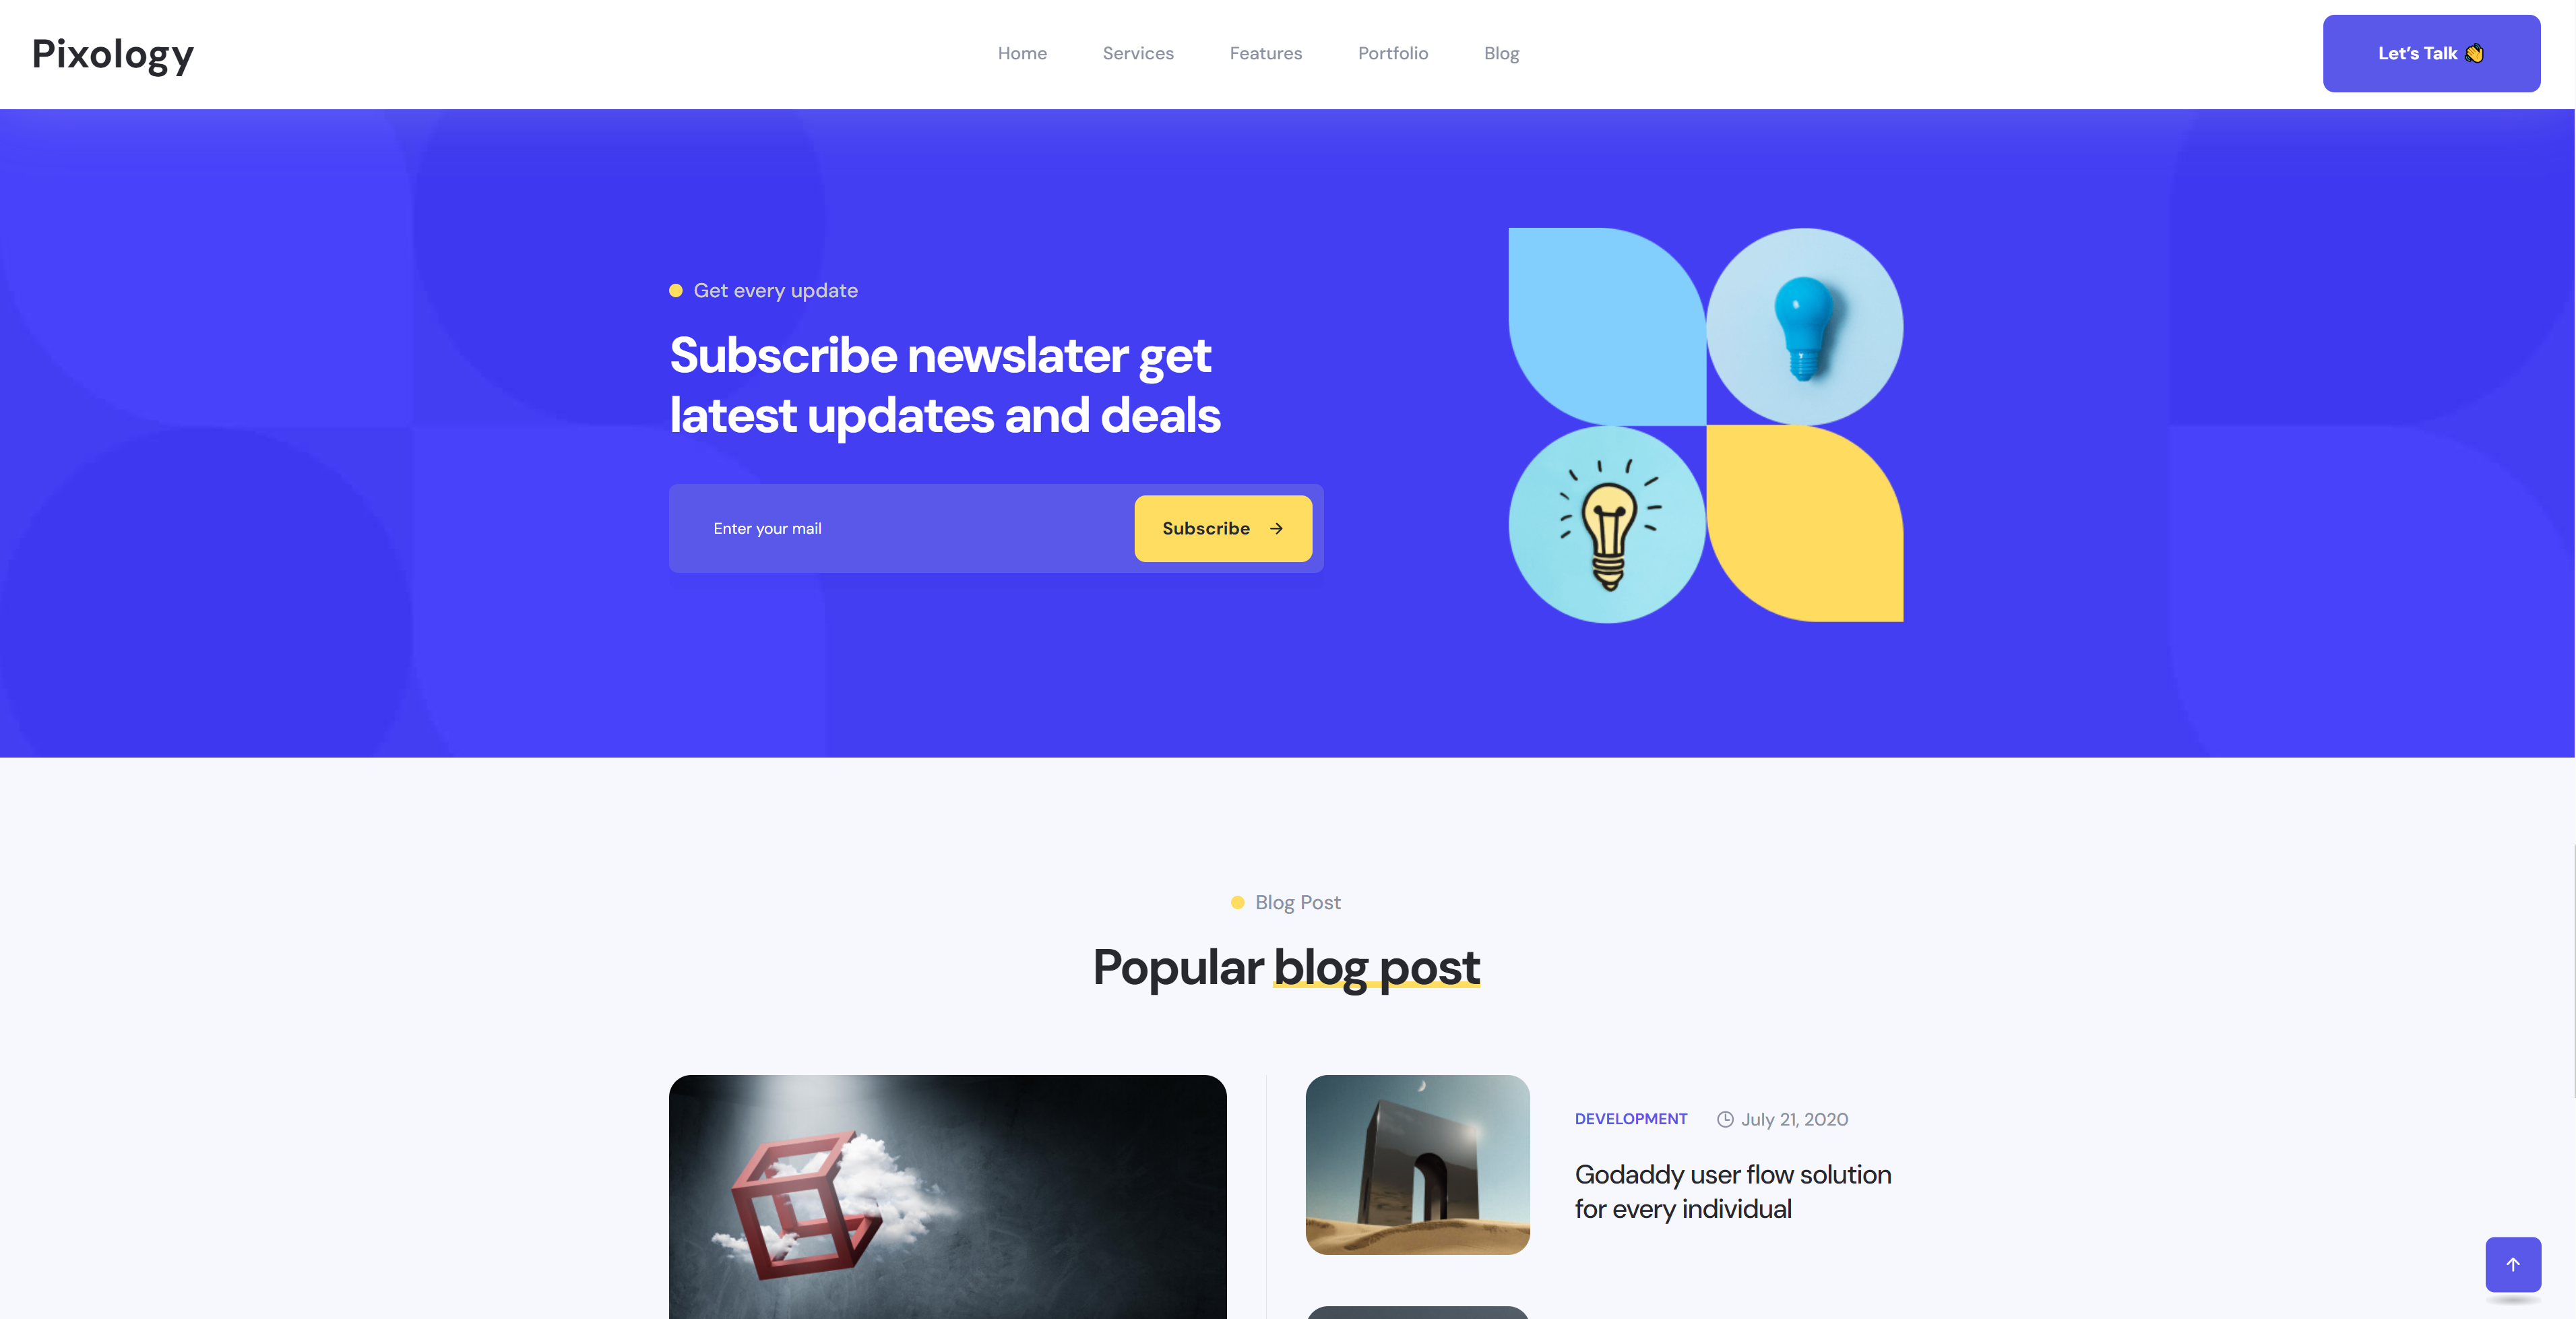 Pixology
Home Services Features Portfolio Blog
Let's Talk 👋
Get every update
Subscribe newslater get
latest updates and deals
Enter your mail
Subscribe →
Blog Post
Popular blog post
DEVELOPMENT July 21, 2020
Godaddy user flow solution
for every individual